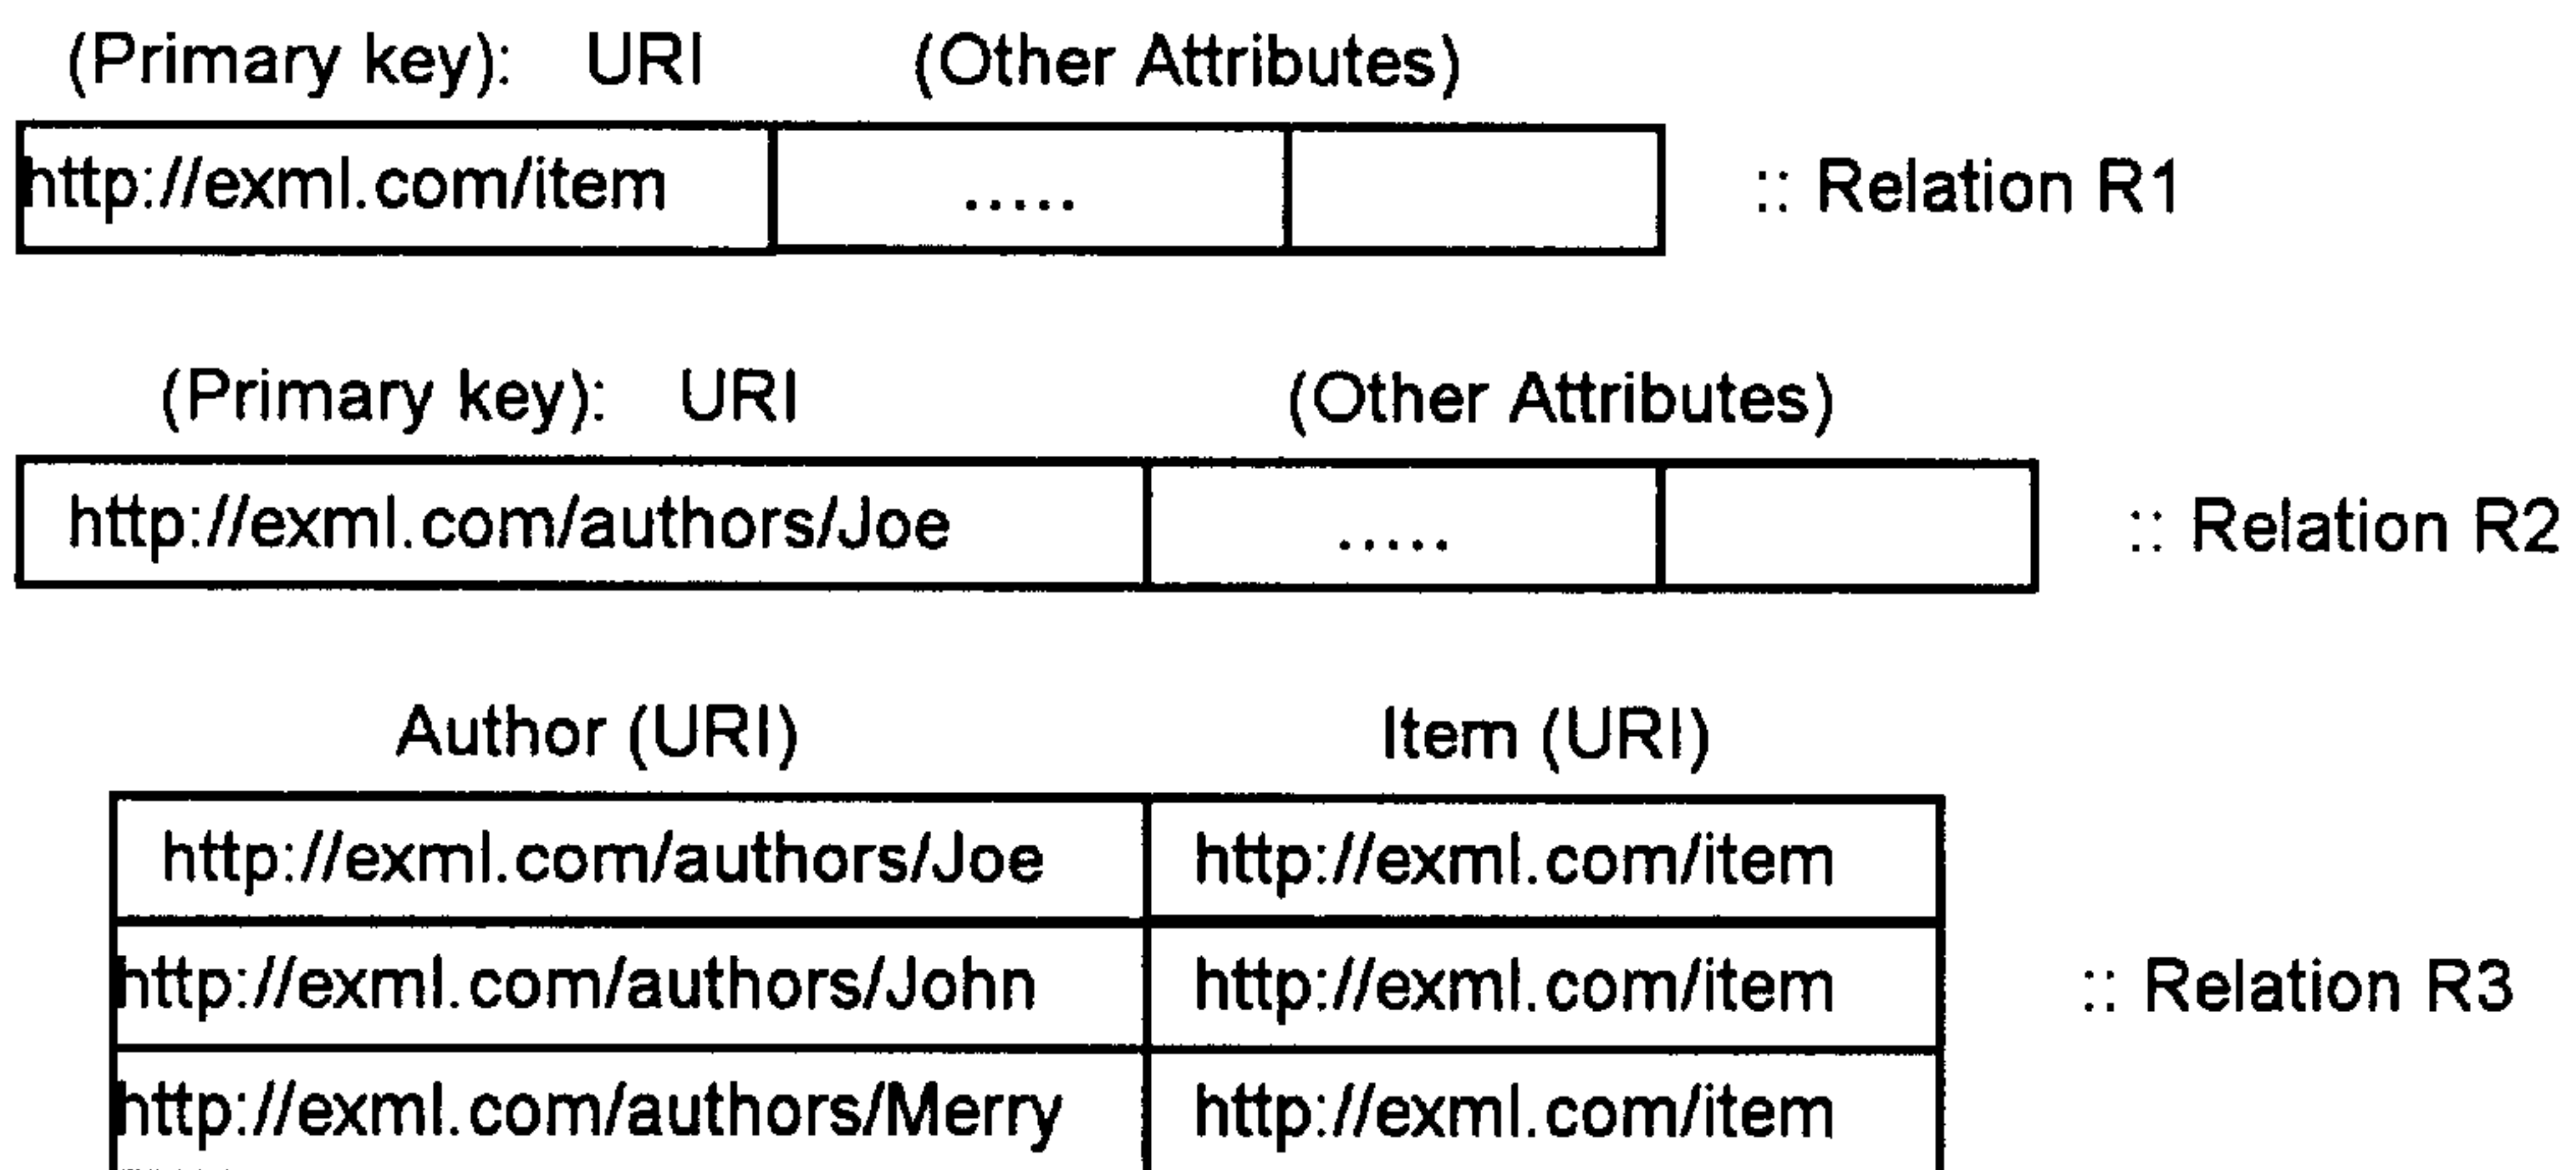 (Primary key): URI (Other Attributes)
http://exml.com/item ..... :: Relation R1
(Primary key): URI (Other Attributes)
http://exml.com/authors/Joe ..... :: Relation R2
Author (URI) Item (URI)
http://exml.com/authors/Joe http://exml.com/item
http://exml.com/authors/John http://exml.com/item :: Relation R3
http://exml.com/authors/Merry http://exml.com/item